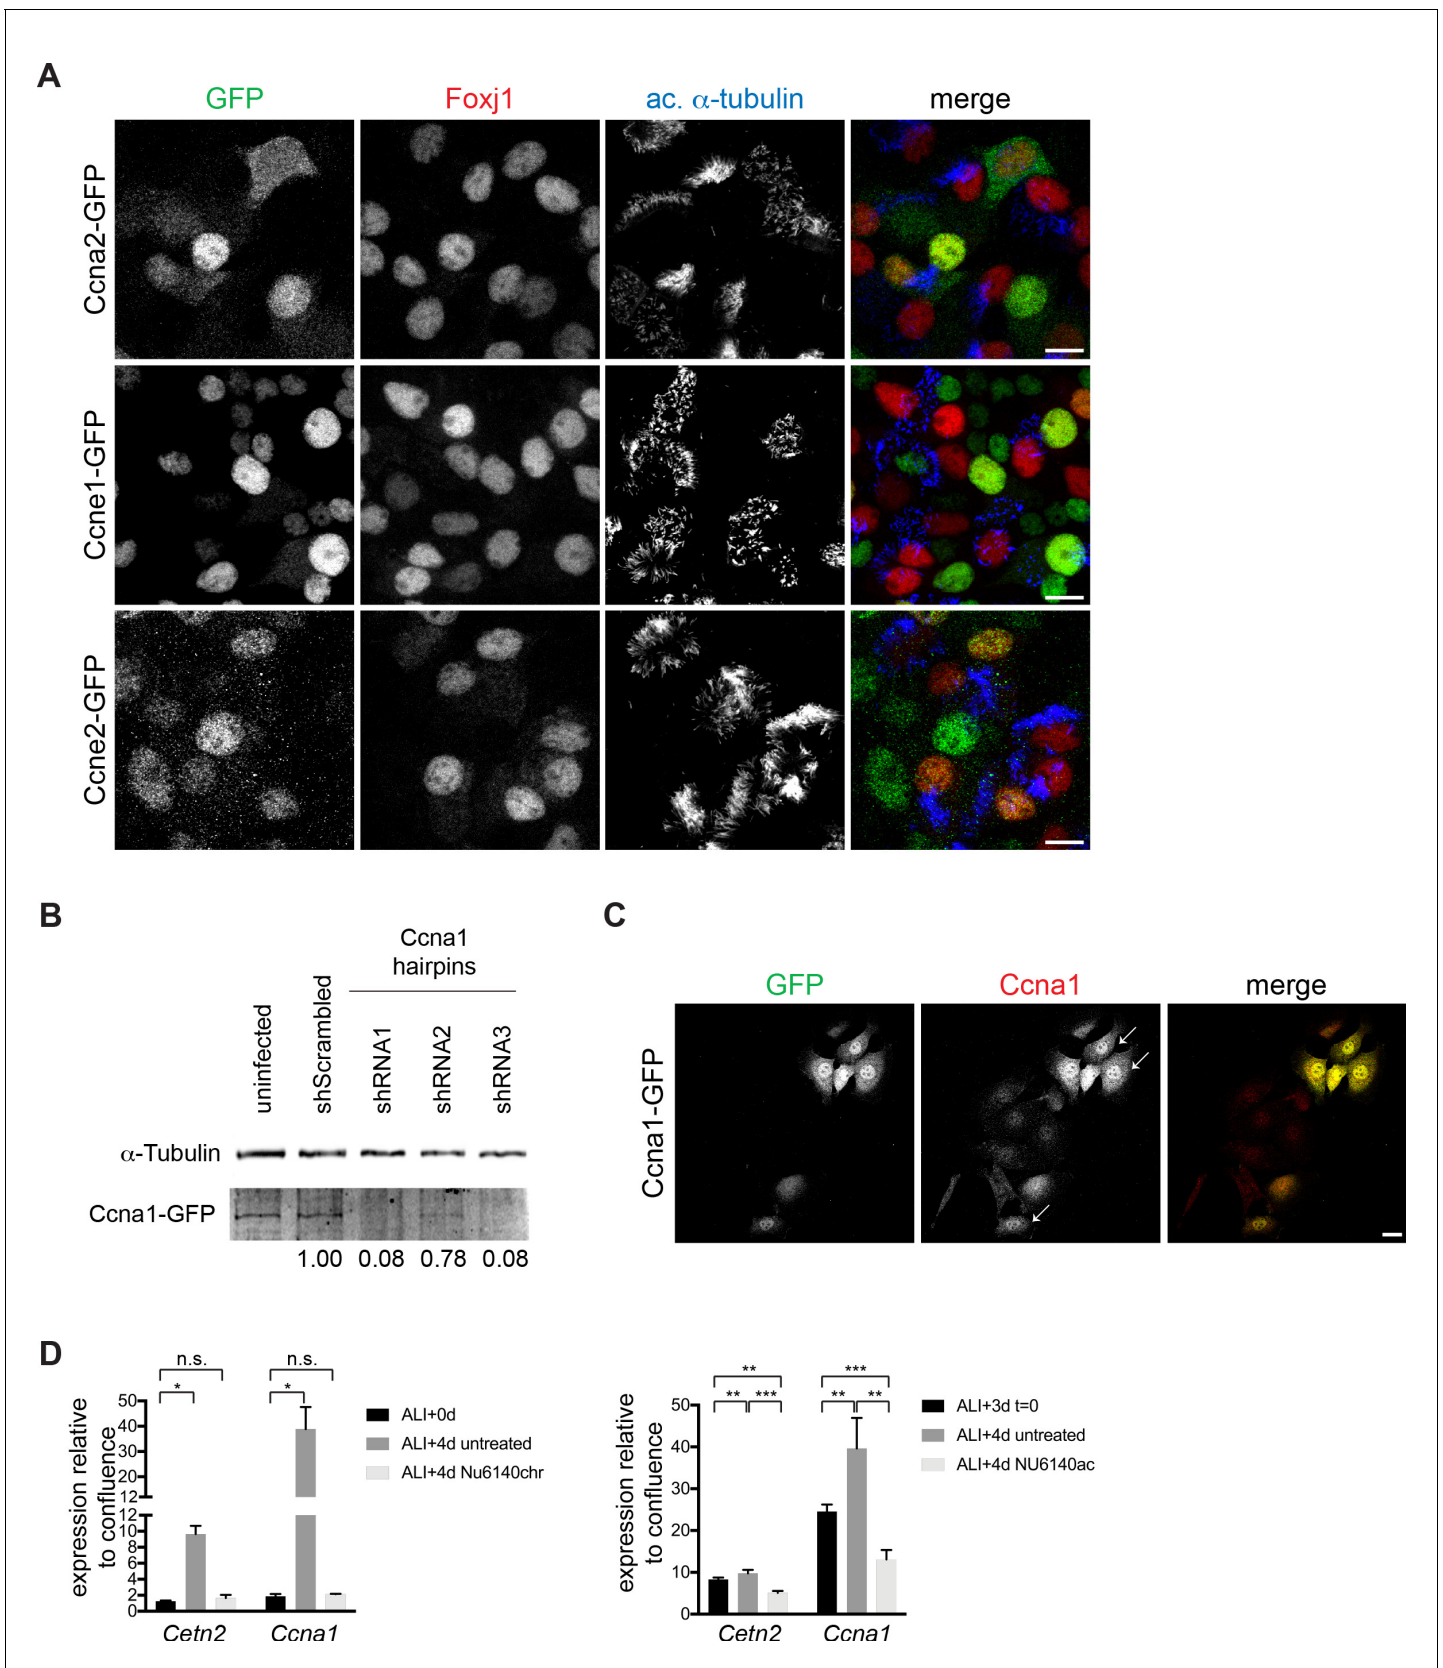 A
GFP
Foxj1
ac. α-tubulin
merge
Ccna2-GFP
Ccne1-GFP
Ccne2-GFP
B
Ccna1
hairpins
uninfected
shScrambled
shRNA1
shRNA2
shRNA3
α-Tubulin
Ccna1-GFP
1.00 0.08 0.78 0.08
C
GFP
Ccna1
merge
Ccna1-GFP
D
expression relative
to confluence
50
40
30
20
12
12
10
8
6
4
2
0
n.s.
*
n.s.
*
Cetn2
Ccna1
ALI+0d
ALI+4d untreated
ALI+4d Nu6140chr
expression relative
to confluence
50
40
30
20
10
0
**
** ***
***
** **
Cetn2
Ccna1
ALI+3d t=0
ALI+4d untreated
ALI+4d NU6140ac